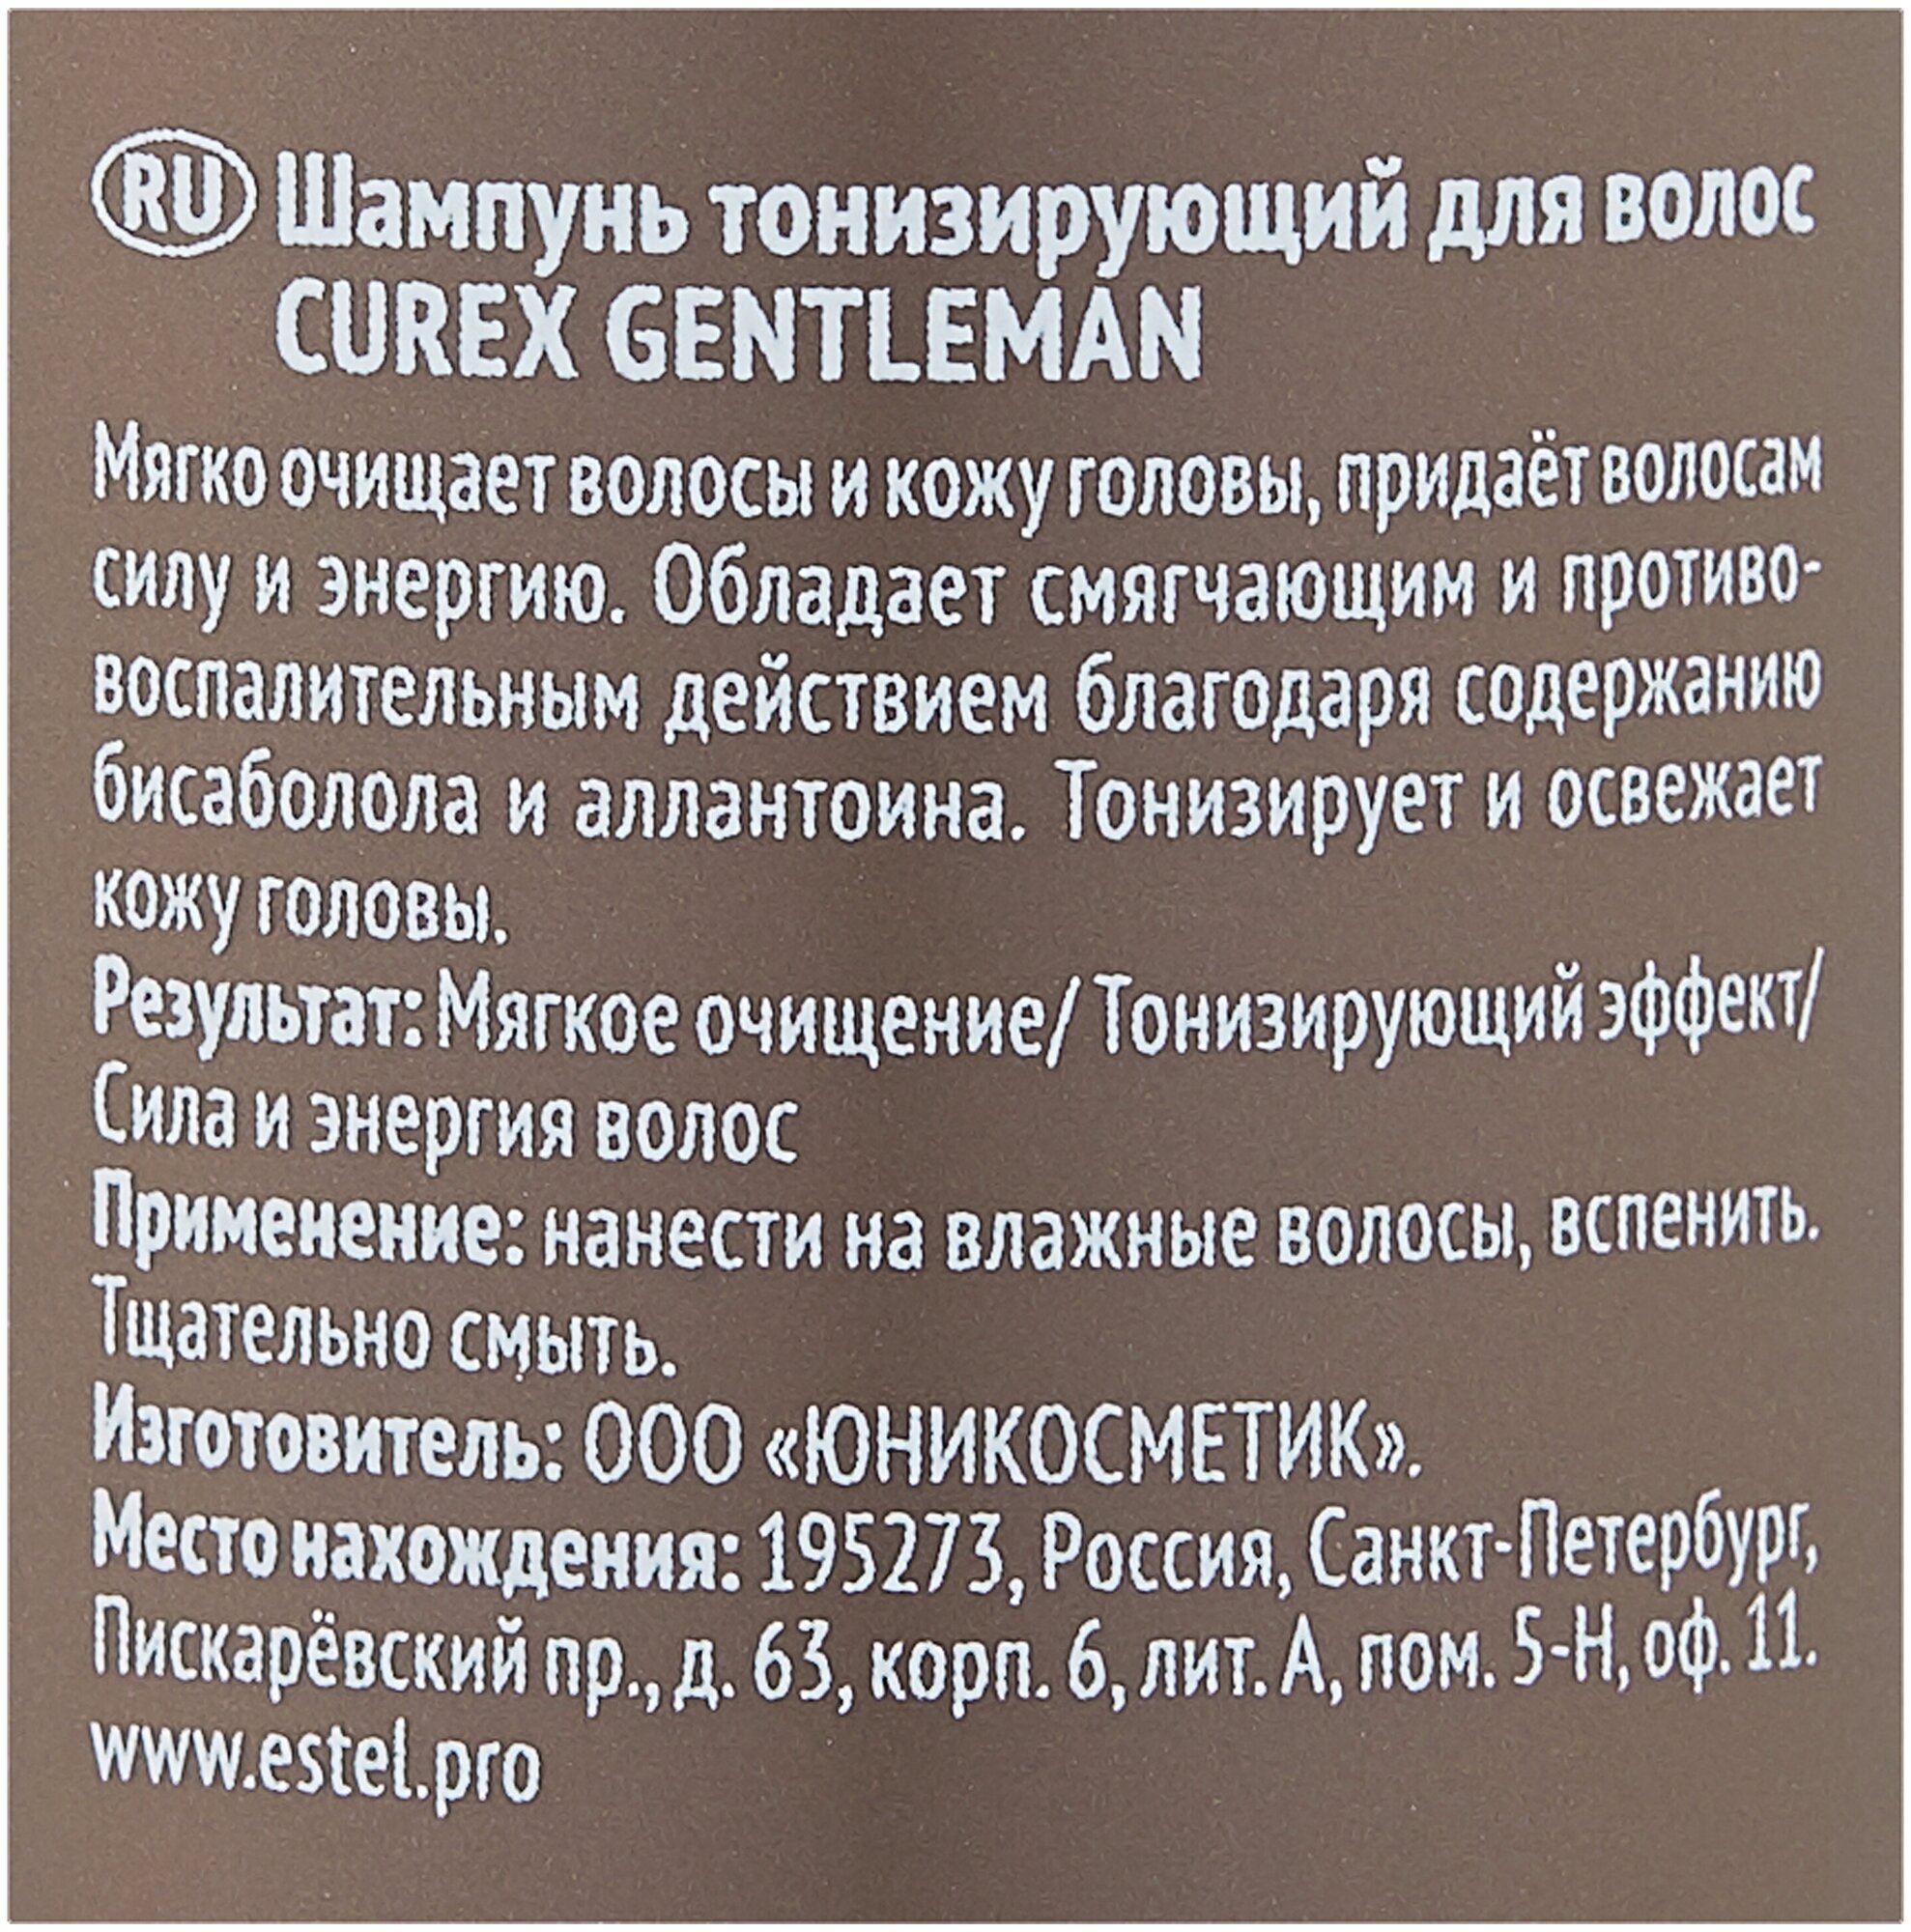 RU Шампунь тонизирующий для волос
CUREX GENTLEMAN
Мягко очищает волосы и кожу головы, придаёт волосам
силу и энергию. Обладает смягчающим и противо-
воспалительным действием благодаря содержанию
бисаболола и аллантоина. Тонизирует и освежает
кожу головы.
Результат: Мягкое очищение/ Тонизирующий эффект/
Сила и энергия волос
Применение: нанести на влажные волосы, вспенить.
Тщательно смыть.
Изготовитель: ООО «ЮНИКОСМЕТИК».
Место нахождения: 195273, Россия, Санкт-Петербург,
Пискарёвский пр., д. 63, корп. 6, лит. А, пом. 5-Н, оф. 11.
www.estel.pro